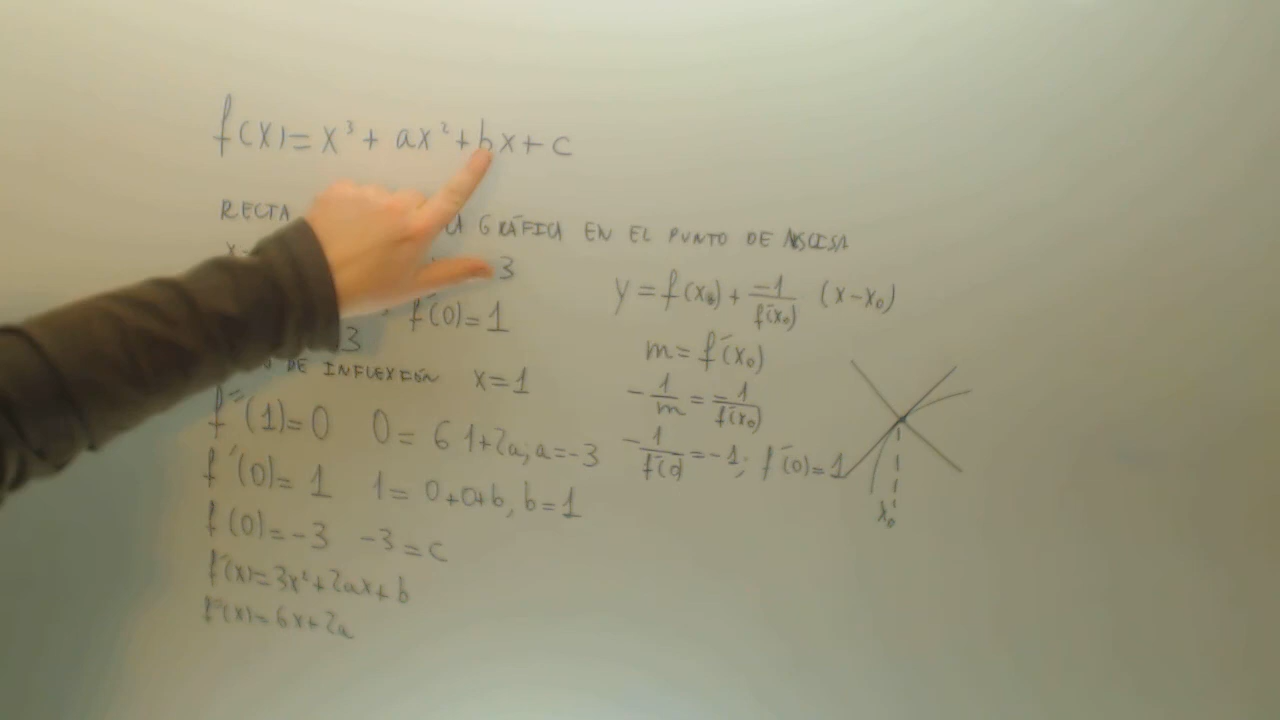 f(x)= x³ + ax² + bx + c
RECTA LA GRÁFICA EN EL PUNTO DE ABSCISA
3
f´(0)=1
3
DE INFLEXIÓN x=1
f´´(1)=0 0= 6 1+2a; a=-3
f´(0)= 1 1= 0+0+b, b=1
f(0)=-3 -3=c
f´(x)=3x²+2ax+b
f´´(x)=6x+2a
y = f(x₀) + -1/f´(x₀) (x-x₀)
m= f´(x₀)
-1/m = -1/f´(x₀)
-1/f´(0) = -1; f´(0)=1
x₀